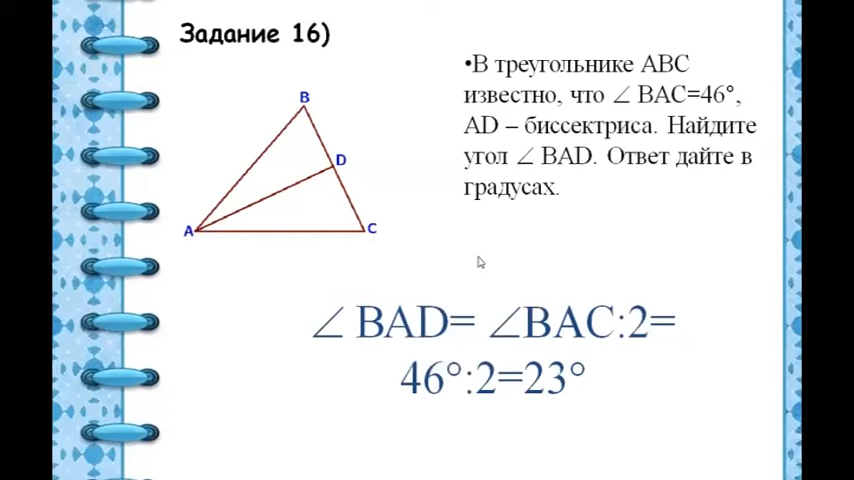 Задание 16)
•В треугольнике ABC
известно, что ∠ BAC=46°,
AD – биссектриса. Найдите
угол ∠ BAD. Ответ дайте в
градусах.
B
D
A
C
∠ BAD= ∠BAC:2=
46°:2=23°